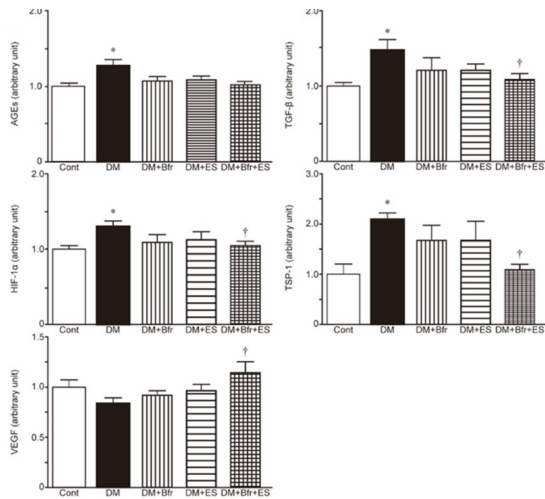 2.0
AGEs (arbitrary unit)
1.0
0
*
Cont DM DM+Bfr DM+ES DM+Bfr+ES
2.0
TGF-β (arbitrary unit)
1.0
0
*
†
Cont DM DM+Bfr DM+ES DM+Bfr+ES
2.0
HIF-1α (arbitrary unit)
1.0
0
*
†
Cont DM DM+Bfr DM+ES DM+Bfr+ES
3.0
TSP-1 (arbitrary unit)
2.0
1.0
0
*
†
Cont DM DM+Bfr DM+ES DM+Bfr+ES
1.5
VEGF (arbitrary unit)
1.0
0.5
0
†
Cont DM DM+Bfr DM+ES DM+Bfr+ES